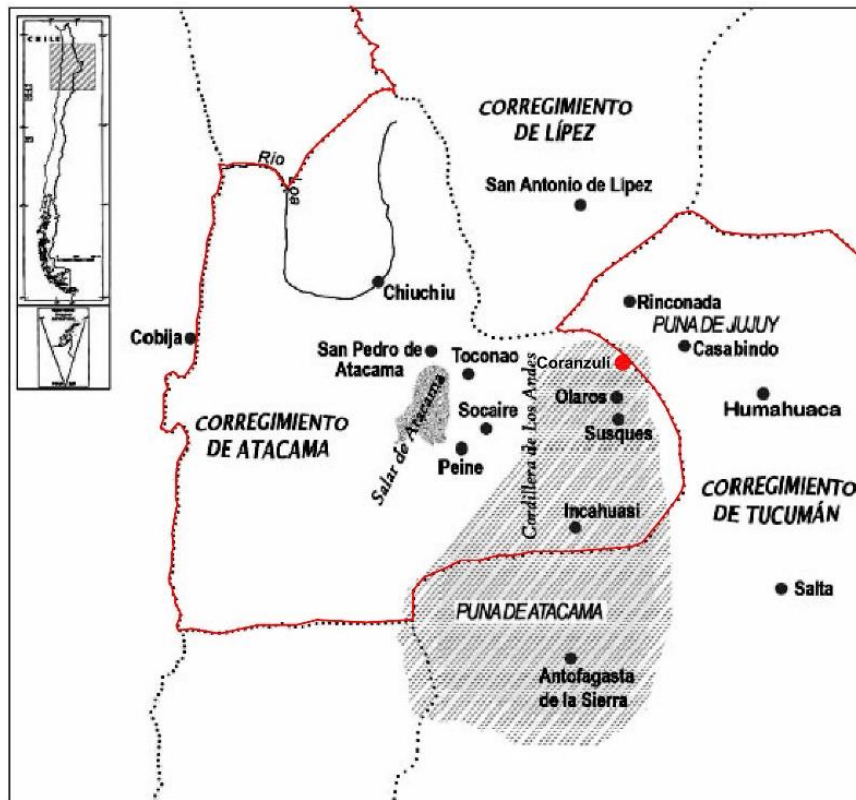 CHILE
CORREGIMIENTO
DE LÍPEZ
Río
Loa
San Antonio de Lípez
Chiuchiu
Rinconada
PUNA DE JUJUY
Cobija
San Pedro de
Atacama
Toconao
Coranzuli
Casabindo
Olaros
Humahuaca
Socaire
Susques
CORREGIMIENTO
DE ATACAMA
Salar de Atacama
Peine
Cordillera de Los Andes
CORREGIMIENTO
DE TUCUMÁN
Incahuasi
Salta
PUNA DE ATACAMA
Antofagasta
de la Sierra